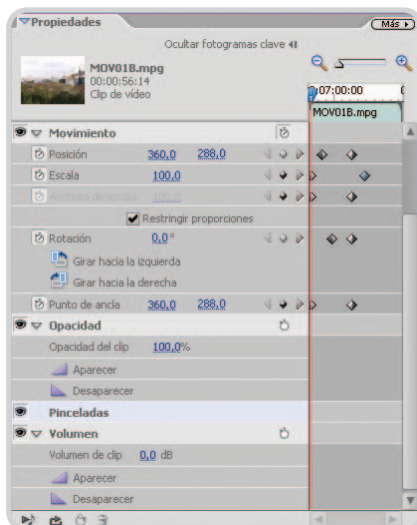 Propiedades
Más
Ocultar fotogramas clave
MOV01B.mpg
00:00:56:14
Clip de vídeo
07:00:00
MOV01B.mpg
Movimiento
Posición 360,0 288,0
Escala 100,0
100,0
Restringir proporciones
Rotación 0,0°
Girar hacia la izquierda
Girar hacia la derecha
Punto de ancla 360,0 288,0
Opacidad
Opacidad del clip 100,0%
Aparecer
Desaparecer
Pinceladas
Volumen
Volumen de clip 0,0 dB
Aparecer
Desaparecer